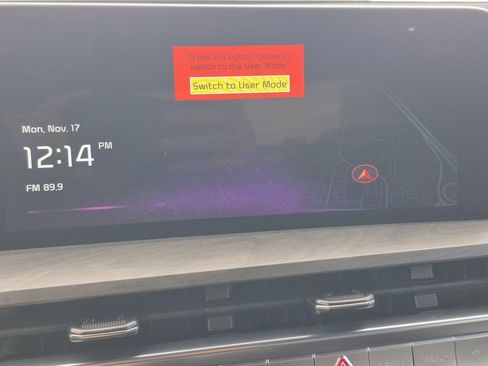 Press the button below to
switch to the User Mode.
Switch to User Mode
Mon, Nov. 17
12:14 PM
FM 89.9